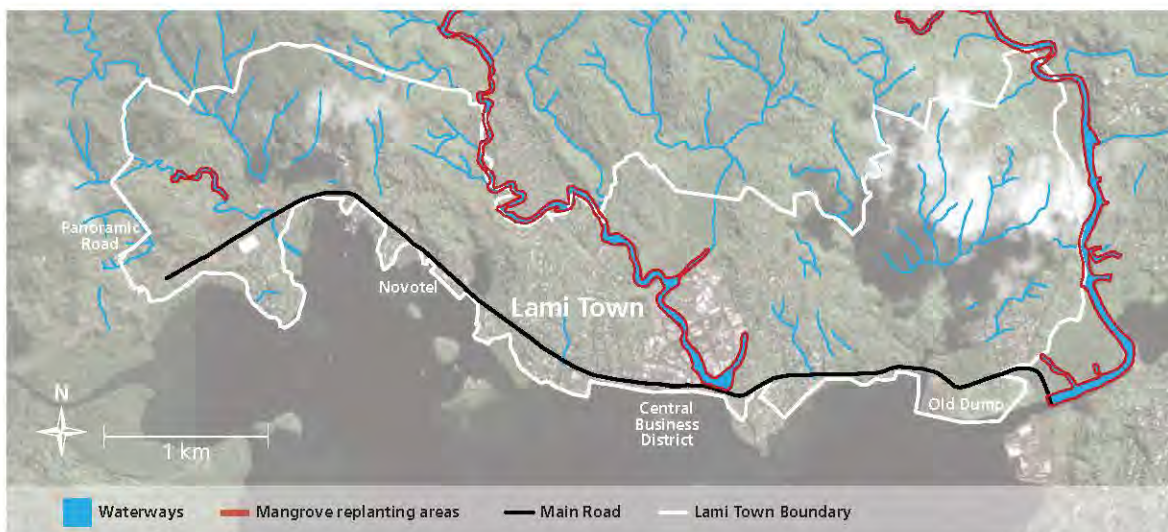 Panoramic
Road
Novotel
Lami Town
Central
Business
District
Old Dump
N
1 km
Waterways
Mangrove replanting areas
Main Road
Lami Town Boundary